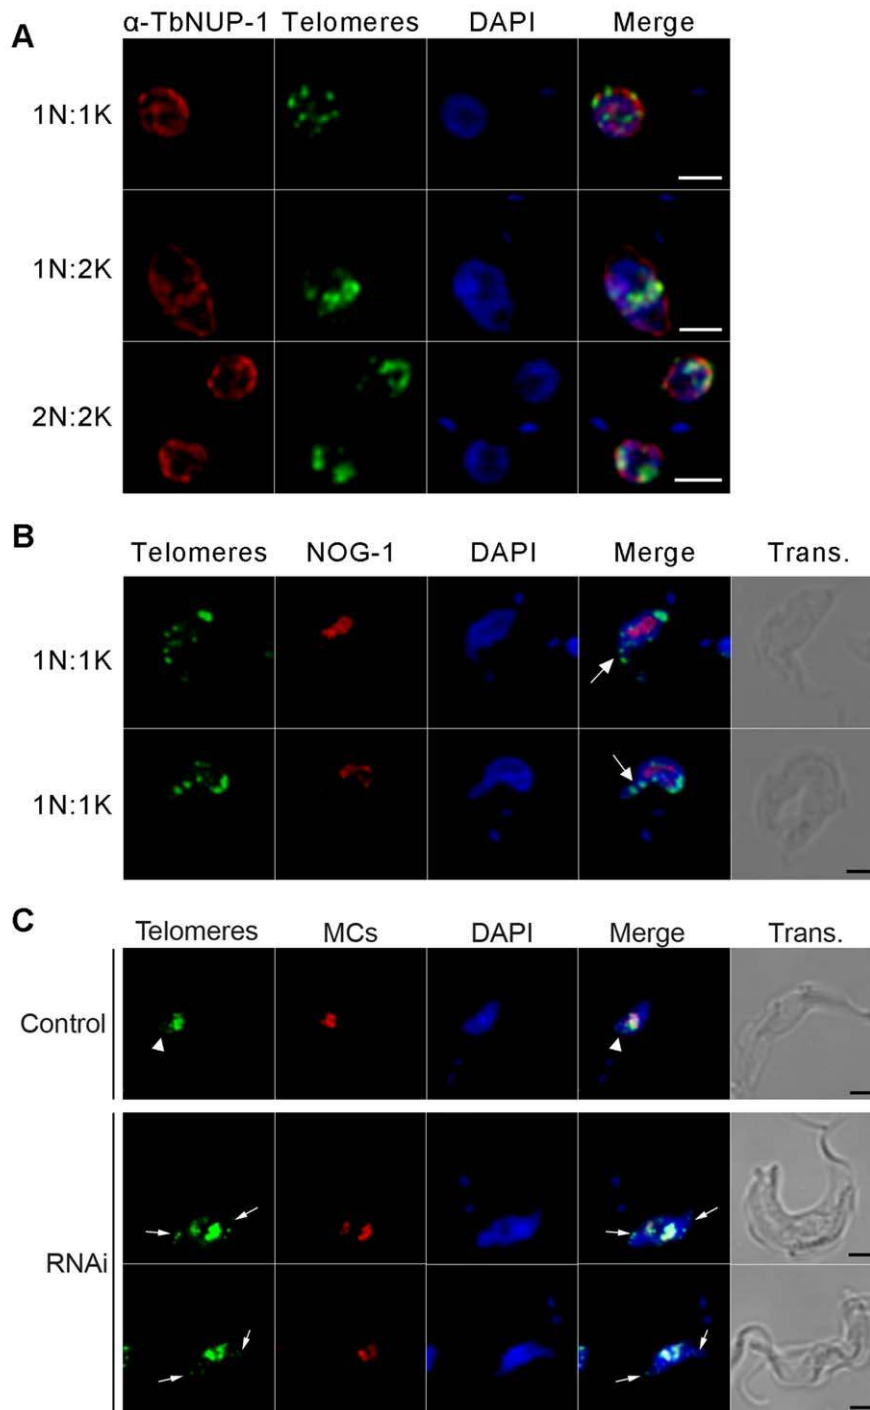 A
α-TbNUP-1 Telomeres DAPI Merge
1N:1K
1N:2K
2N:2K
B
Telomeres NOG-1 DAPI Merge Trans.
1N:1K
1N:1K
C
Telomeres MCs DAPI Merge Trans.
Control
RNAi